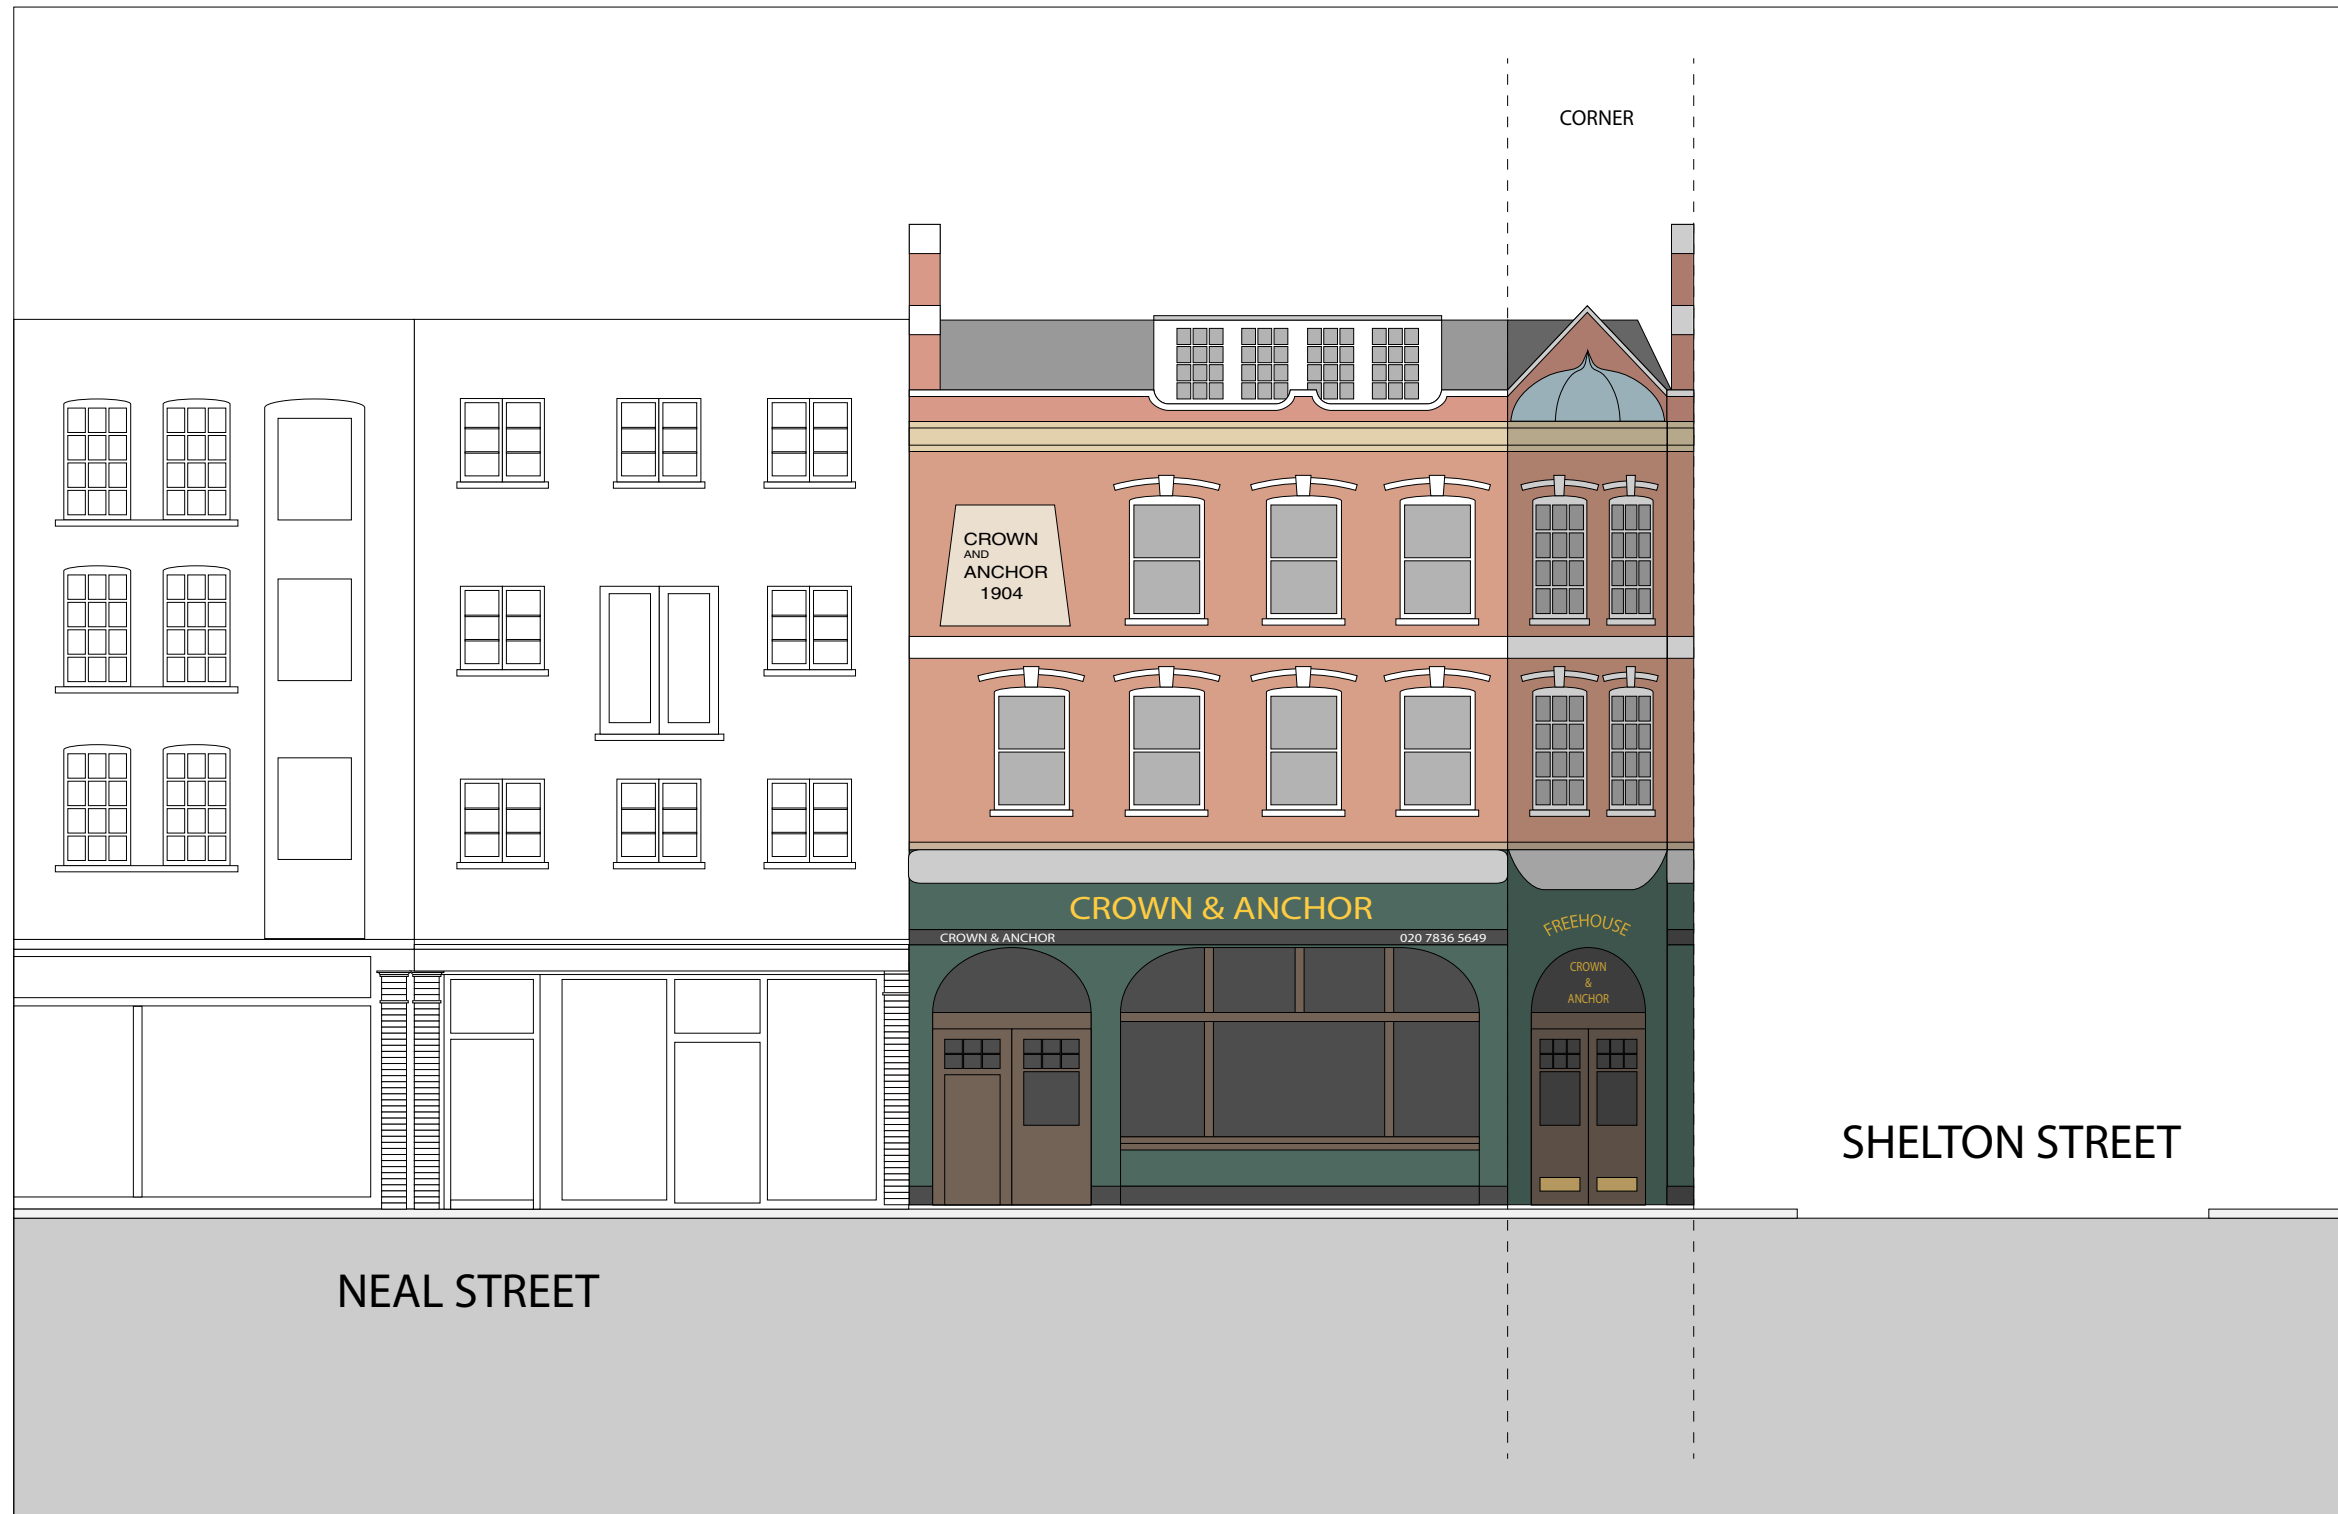 CORNER
CROWN
AND
ANCHOR
1904
CROWN & ANCHOR
FREEHOUSE
CROWN & ANCHOR
020 7836 5649
CROWN
&
ANCHOR
SHELTON STREET
NEAL STREET